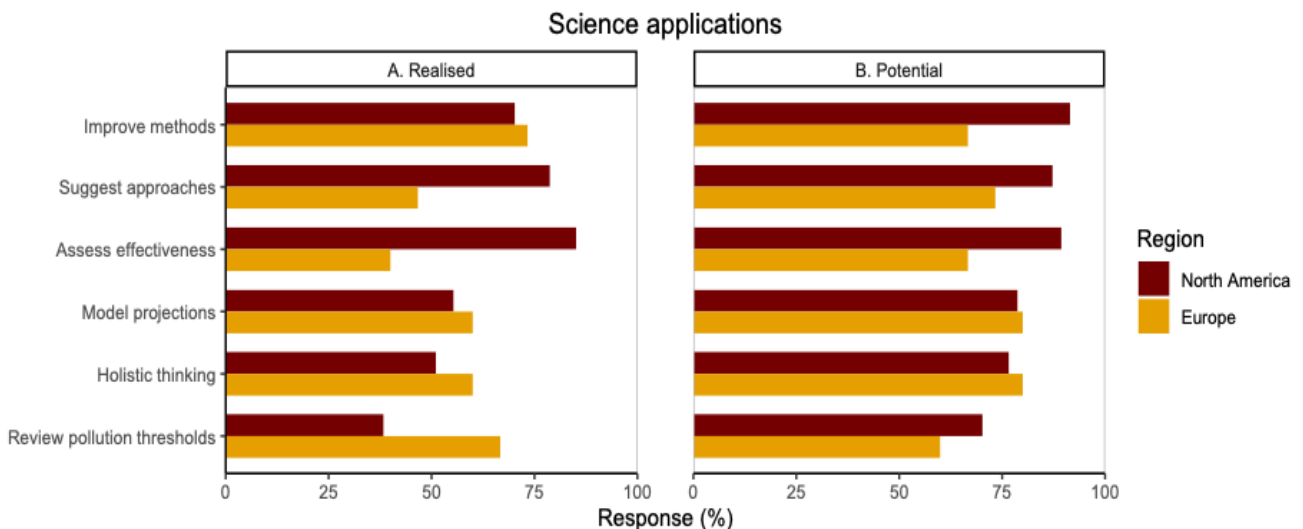 Science applications
A. Realised
B. Potential
Improve methods
Suggest approaches
Assess effectiveness
Model projections
Holistic thinking
Review pollution thresholds
0 25 50 75 100
0 25 50 75 100
Response (%)
Region
North America
Europe